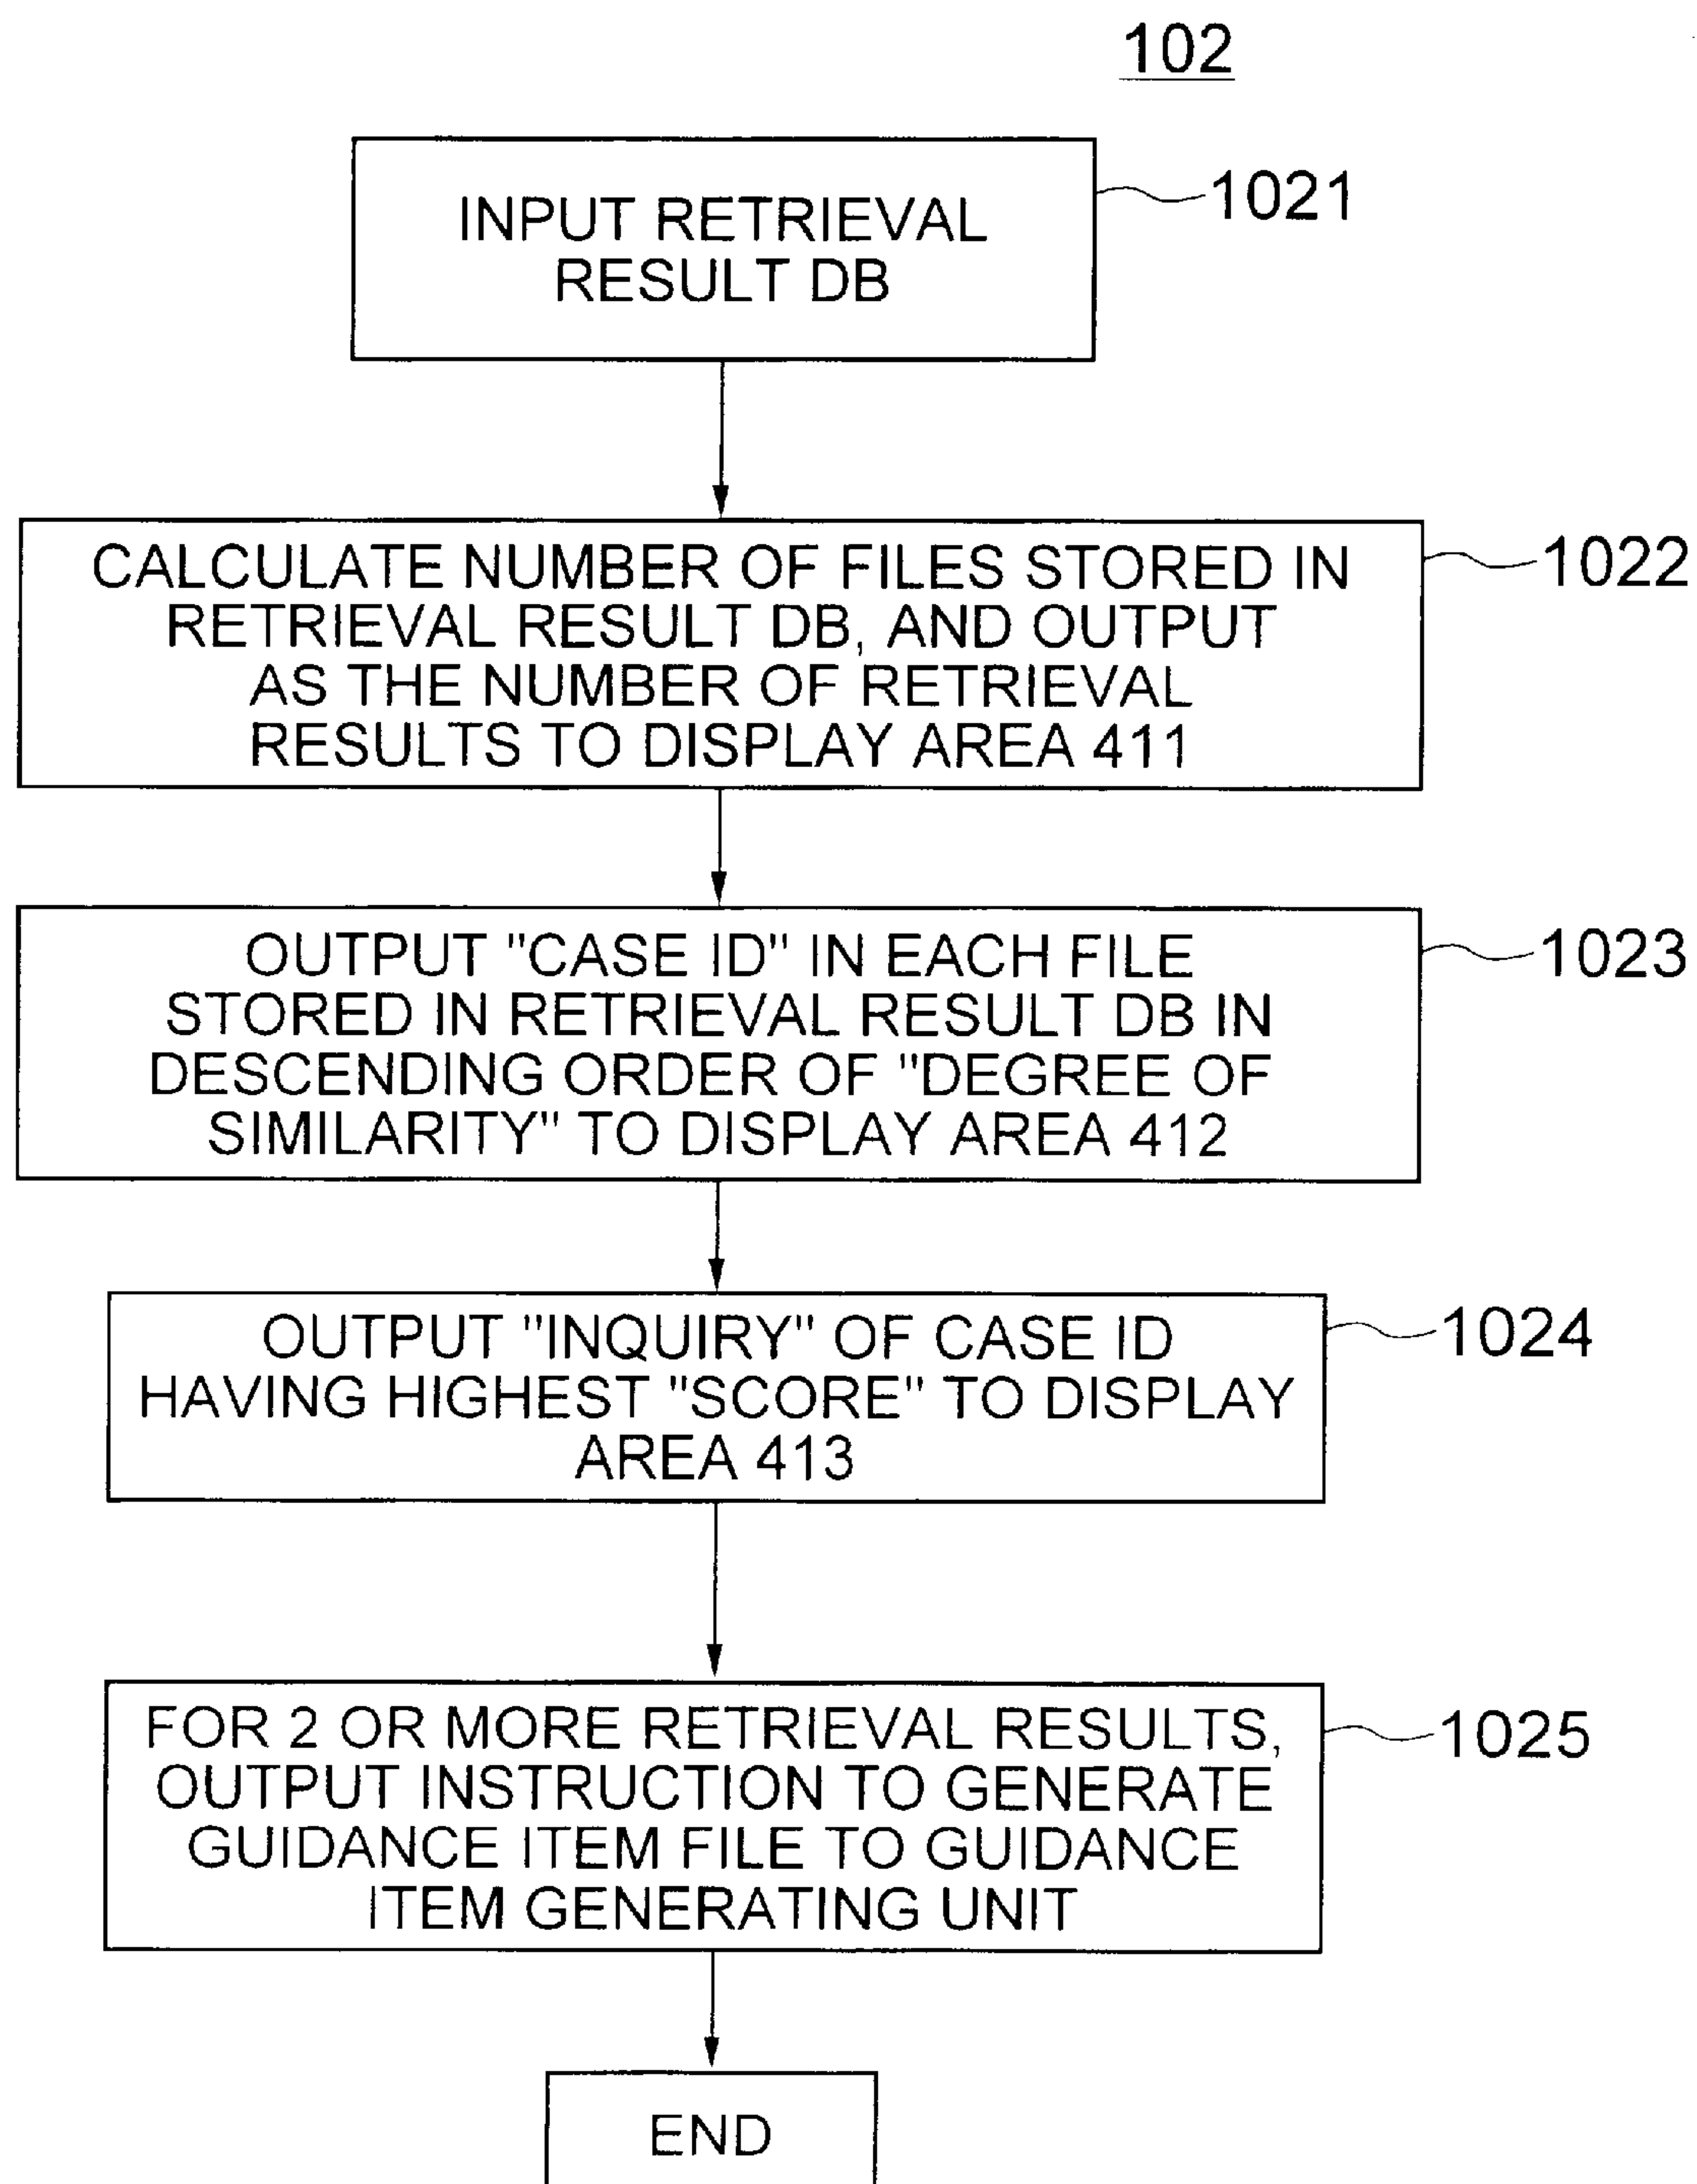 102
INPUT RETRIEVAL
RESULT DB
1021
CALCULATE NUMBER OF FILES STORED IN
RETRIEVAL RESULT DB, AND OUTPUT
AS THE NUMBER OF RETRIEVAL
RESULTS TO DISPLAY AREA 411
1022
OUTPUT "CASE ID" IN EACH FILE
STORED IN RETRIEVAL RESULT DB IN
DESCENDING ORDER OF "DEGREE OF
SIMILARITY" TO DISPLAY AREA 412
1023
OUTPUT "INQUIRY" OF CASE ID
HAVING HIGHEST "SCORE" TO DISPLAY
AREA 413
1024
FOR 2 OR MORE RETRIEVAL RESULTS,
OUTPUT INSTRUCTION TO GENERATE
GUIDANCE ITEM FILE TO GUIDANCE
ITEM GENERATING UNIT
1025
END